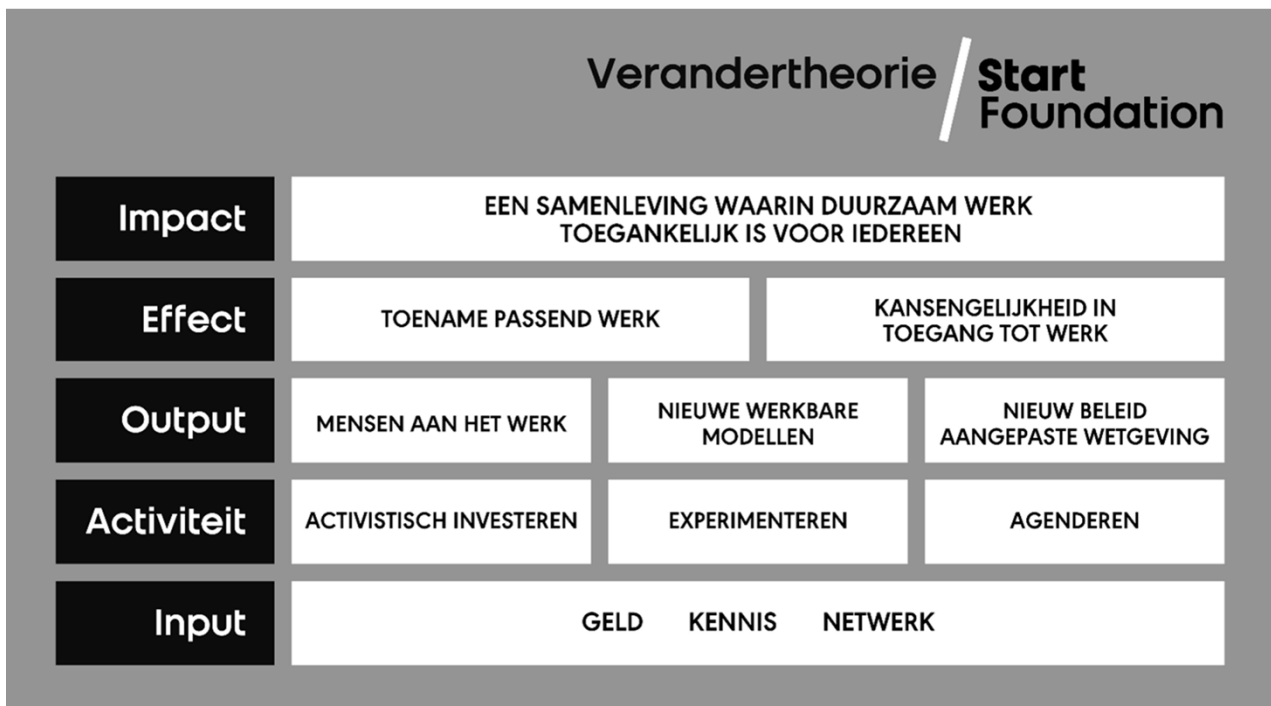 Verandertheorie
Start
Foundation
Impact
EEN SAMENLEVING WAARIN DUURZAAM WERK
TOEGANKELIJK IS VOOR IEDEREEN
Effect
TOENAME PASSEND WERK
KANSENGELIJKHEID IN
TOEGANG TOT WERK
Output
MENSEN AAN HET WERK
NIEUWE WERKBARE
MODELLEN
NIEUW BELEID
AANGEPASTE WETGEVING
Activiteit
ACTIVISTISCH INVESTEREN
EXPERIMENTEREN
AGENDEREN
Input
GELD KENNIS NETWERK